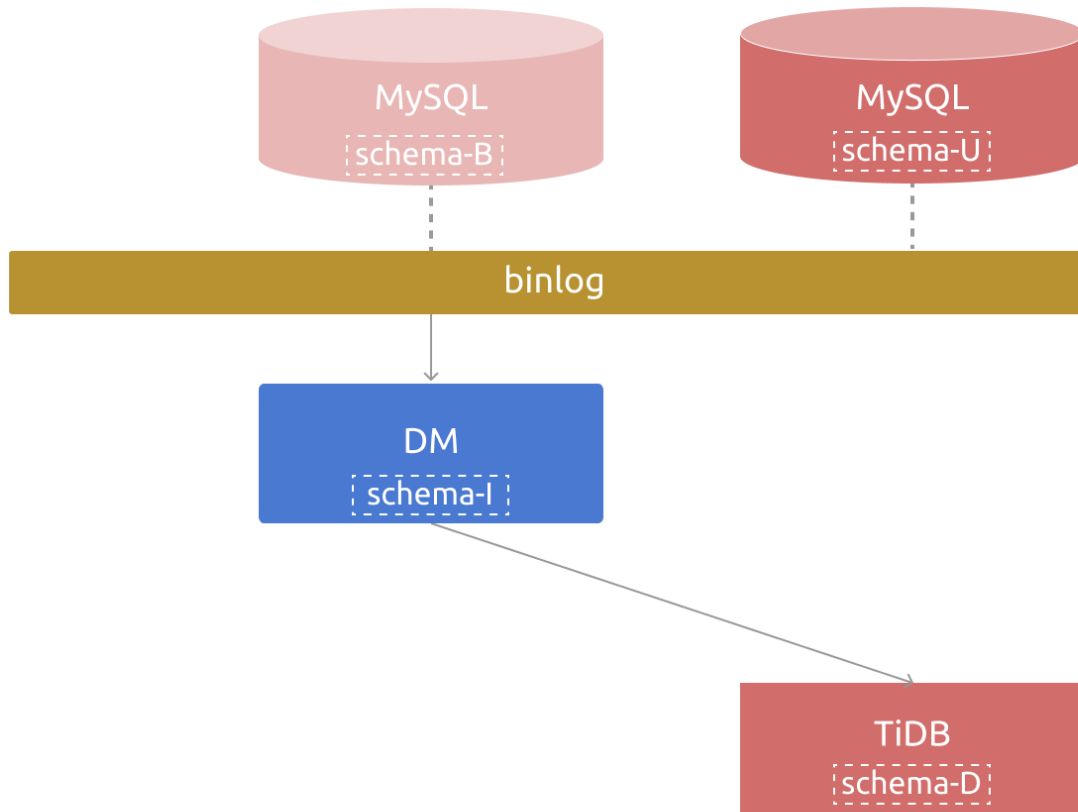 MySQL
schema-B
MySQL
schema-U
binlog
DM
schema-I
TiDB
schema-D